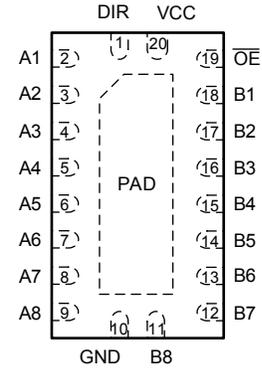 DIR VCC
1 20
A1 2 19 O̅E̅
A2 3 18 B1
A3 4 17 B2
A4 5 16 B3
PAD
A5 6 15 B4
A6 7 14 B5
A7 8 13 B6
A8 9 12 B7
10 11
GND B8